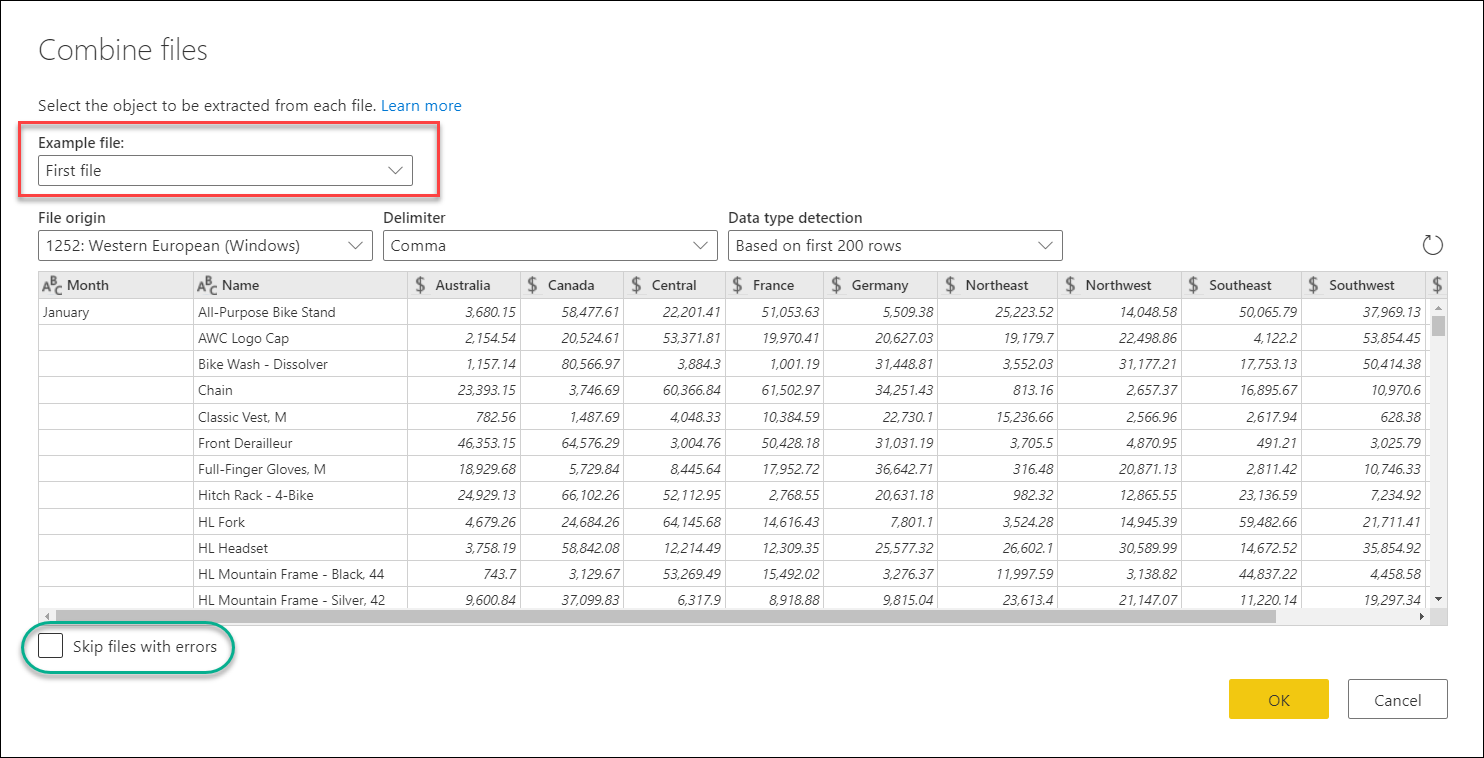 Combine files
Select the object to be extracted from each file. Learn more
Example file:
First file
File origin Delimiter Data type detection
1252: Western European (Windows) Comma Based on first 200 rows
ABC Month ABC Name $ Australia $ Canada $ Central $ France $ Germany $ Northeast $ Northwest $ Southeast $ Southwest $
January All-Purpose Bike Stand 3,680.15 58,477.61 22,201.41 51,053.63 5,509.38 25,223.52 14,048.58 50,065.79 37,969.13
AWC Logo Cap 2,154.54 20,524.61 53,371.81 19,970.41 20,627.03 19,179.7 22,498.86 4,122.2 53,854.45
Bike Wash - Dissolver 1,157.14 80,566.97 3,884.3 1,001.19 31,448.81 3,552.03 31,177.21 17,753.13 50,414.38
Chain 23,393.15 3,746.69 60,366.84 61,502.97 34,251.43 813.16 2,657.37 16,895.67 10,970.6
Classic Vest, M 782.56 1,487.69 4,048.33 10,384.59 22,730.1 15,236.66 2,566.96 2,617.94 628.38
Front Derailleur 46,353.15 64,576.29 3,004.76 50,428.18 31,031.19 3,705.5 4,870.95 491.21 3,025.79
Full-Finger Gloves, M 18,929.68 5,729.84 8,445.64 17,952.72 36,642.71 316.48 20,871.13 2,811.42 10,746.33
Hitch Rack - 4-Bike 24,929.13 66,102.26 52,112.95 2,768.55 20,631.18 982.32 12,865.55 23,136.59 7,234.92
HL Fork 4,679.26 24,684.26 64,145.68 14,616.43 7,801.1 3,524.28 14,945.39 59,482.66 21,711.41
HL Headset 3,758.19 58,842.08 12,214.49 12,309.35 25,577.32 26,602.1 30,589.99 14,672.52 35,854.92
HL Mountain Frame - Black, 44 743.7 3,129.67 53,269.49 15,492.02 3,276.37 11,997.59 3,138.82 44,837.22 4,458.58
HL Mountain Frame - Silver, 42 9,600.84 37,099.83 6,317.9 8,918.88 9,815.04 23,613.4 21,147.07 11,220.14 19,297.34
Skip files with errors
OK Cancel